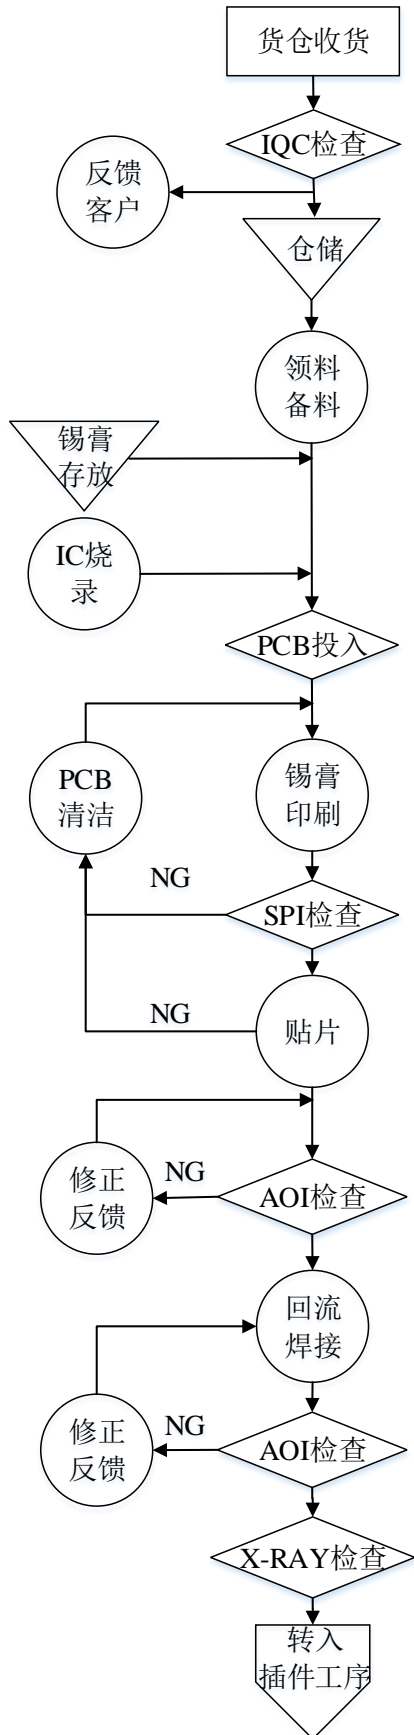 货仓收货
IQC检查
反馈
客户
仓储
领料
备料
锡膏
存放
IC烧
录
PCB投入
PCB
清洁
锡膏
印刷
NG
SPI检查
NG
贴片
修正
反馈
NG
AOI检查
回流
焊接
修正
反馈
NG
AOI检查
X-RAY检查
转入
插件工序